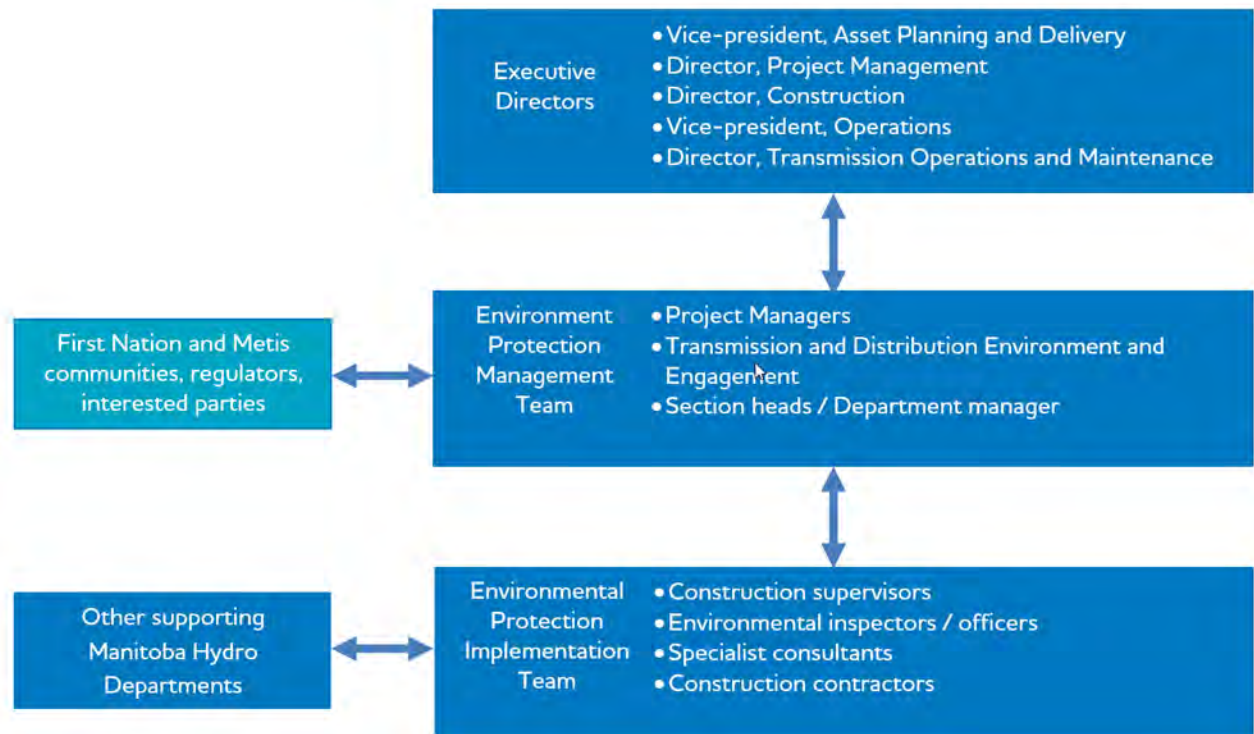 Executive
Directors
•Vice-president, Asset Planning and Delivery
•Director, Project Management
•Director, Construction
•Vice-president, Operations
•Director, Transmission Operations and Maintenance
First Nation and Metis
communities, regulators,
interested parties
Environment
Protection
Management
Team
•Project Managers
•Transmission and Distribution Environment and
Engagement
•Section heads / Department manager
Other supporting
Manitoba Hydro
Departments
Environmental
Protection
Implementation
Team
•Construction supervisors
•Environmental inspectors / officers
•Specialist consultants
•Construction contractors